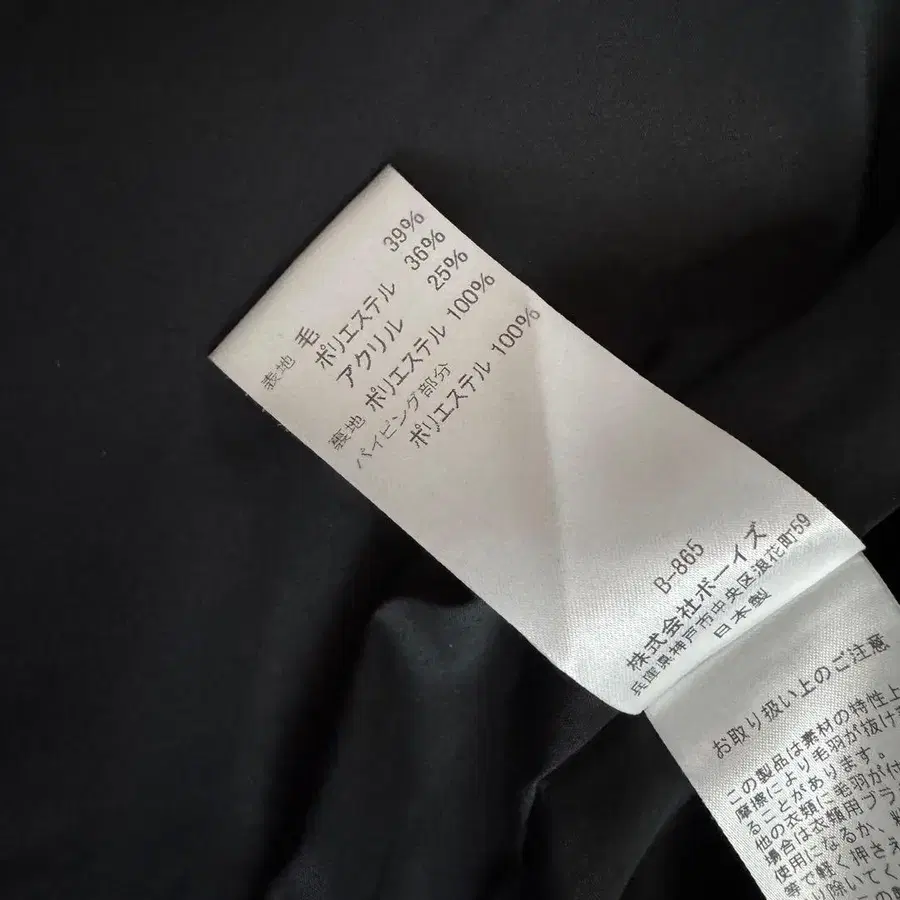 表地 毛 39%
ポリエステル 36%
アクリル 25%
裏地 ポリエステル 100%
パイピング部分
ポリエステル 100%
B-865
株式会社ボーイズ
兵庫県神戸市中央区浪花町59
日本製
お取り扱い上のご注意
この製品は素材の特性上
摩擦により毛羽が抜け
ることがあります。
他の衣類に毛羽が付
場合は衣類用ブラ
使用になるか、
等で軽く押さえ
り除いてく